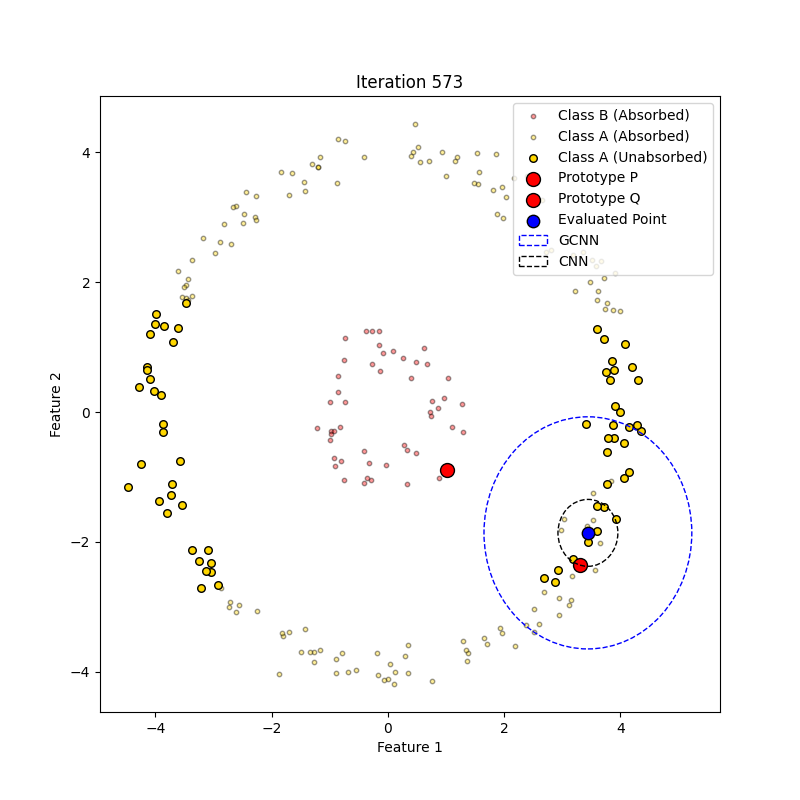 Iteration 573
Class B (Absorbed)
Class A (Absorbed)
Class A (Unabsorbed)
Prototype P
Prototype Q
Evaluated Point
GCNN
CNN
Feature 2
4
2
0
−2
−4
−4
−2
0
2
4
Feature 1